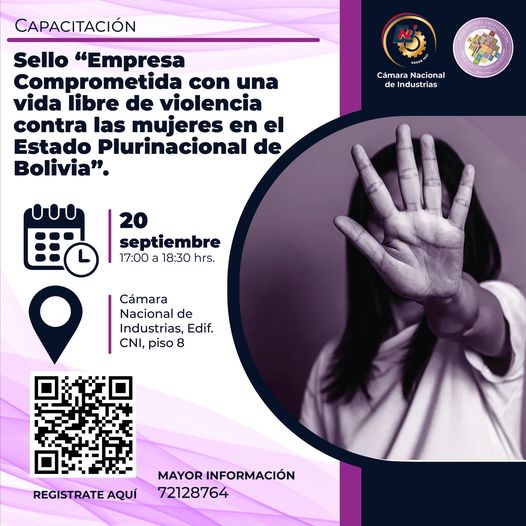 CAPACITACIÓN
Sello “Empresa
Comprometida con una
vida libre de violencia
contra las mujeres en el
Estado Plurinacional de
Bolivia”.
Cámara Nacional
de Industrias
20
septiembre
17:00 a 18:30 hrs.
Cámara
Nacional de
Industrias, Edif.
CNI, piso 8
REGISTRATE AQUÍ
MAYOR INFORMACIÓN
72128764